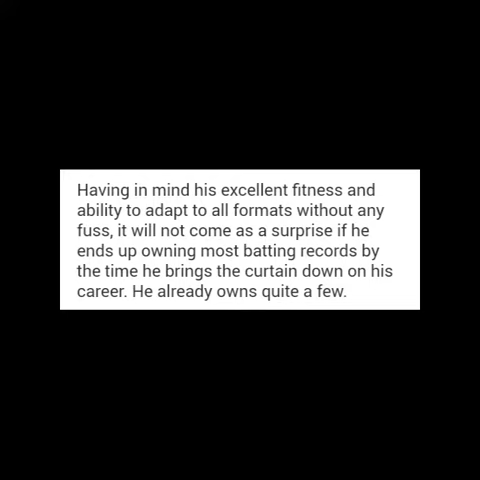 Having in mind his excellent fitness and
ability to adapt to all formats without any
fuss, it will not come as a surprise if he
ends up owning most batting records by
the time he brings the curtain down on his
career. He already owns quite a few.